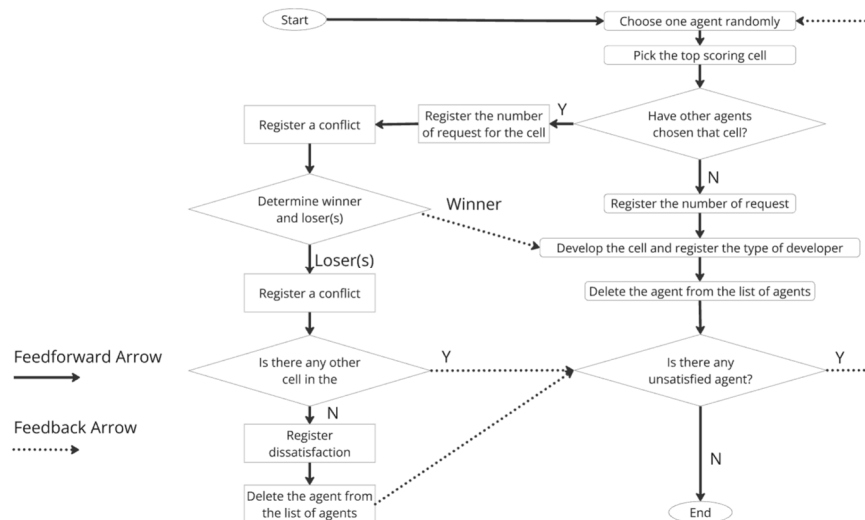 Start
Choose one agent randomly
Pick the top scoring cell
Have other agents
chosen that cell?
Y
Register the number
of request for the cell
Register a conflict
N
Determine winner
and loser(s)
Winner
Register the number of request
Develop the cell and register the type of developer
Loser(s)
Register a conflict
Delete the agent from the list of agents
Feedforward Arrow
Is there any other
cell in the
Y
Is there any
unsatisfied agent?
Y
N
Feedback Arrow
Register
dissatisfaction
N
Delete the agent from
the list of agents
End